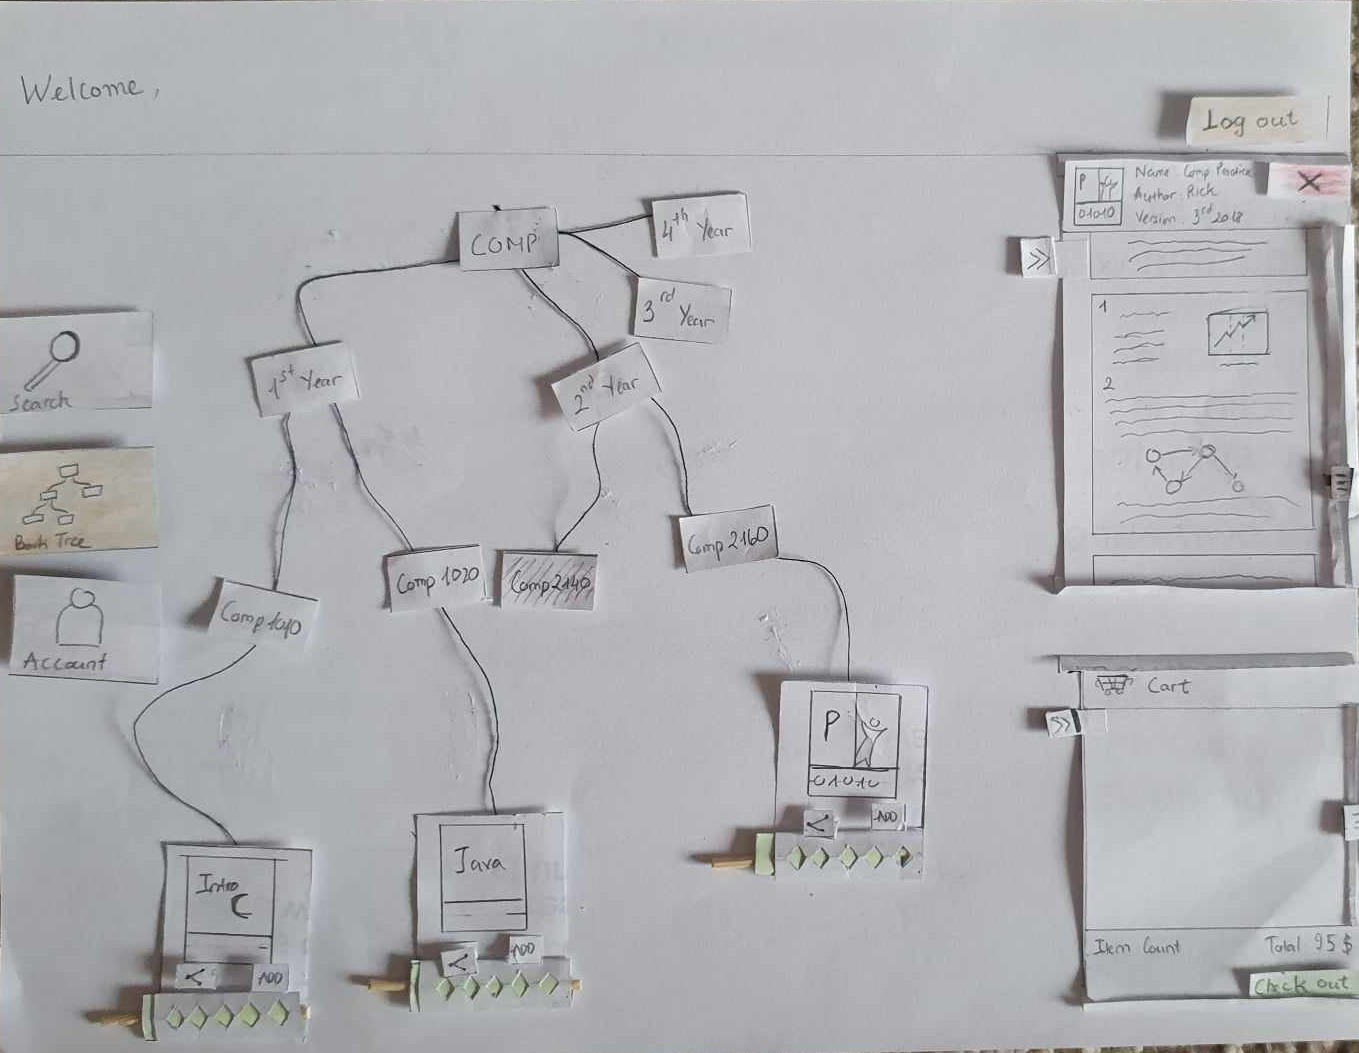 Welcome,
Log out
P
01010
Name Comp Practice
Author: Rick
Version 3rd 2018
X
>>
COMP
4th Year
3rd Year
1st Year
2nd Year
1
2
Search
Book Tree
Account
Comp 2160
Comp 1020
Comp 2140
Comp 1010
Cart
>>
P
01010
ADD
Java
ADD
Intro
C
ADD
Item Count
Total 95$
Check out